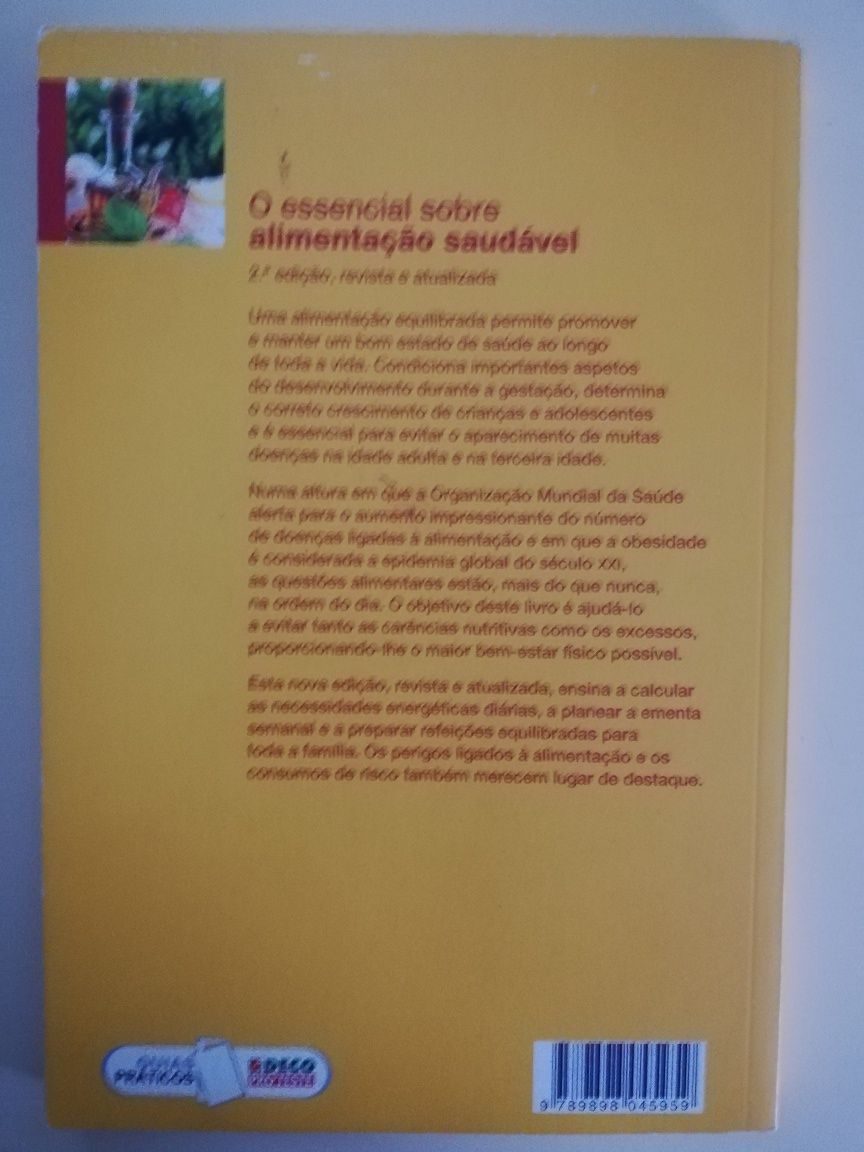 O essencial sobre
alimentação saudável
2.ª edição, revista e atualizada
Uma alimentação equilibrada permite promover
e manter um bom estado de saúde ao longo
de toda a vida. Condiciona importantes aspetos
do desenvolvimento durante a gestação, determina
o correto crescimento de crianças e adolescentes
e é essencial para evitar o aparecimento de muitas
doenças na idade adulta e na terceira idade.
Numa altura em que a Organização Mundial da Saúde
alerta para o aumento impressionante do número
de doenças ligadas à alimentação e em que a obesidade
é considerada a epidemia global do século XXI,
as questões alimentares estão, mais do que nunca,
na ordem do dia. O objetivo deste livro é ajudá-lo
a evitar tanto as carências nutritivas como os excessos,
proporcionando-lhe o maior bem-estar físico possível.
Esta nova edição, revista e atualizada, ensina a calcular
as necessidades energéticas diárias, a planear a ementa
semanal e a preparar refeições equilibradas para
toda a família. Os perigos ligados à alimentação e os
consumos de risco também merecem lugar de destaque.
GUIAS
PRÁTICOS
DECO
PROTESTE
9 789898 045959